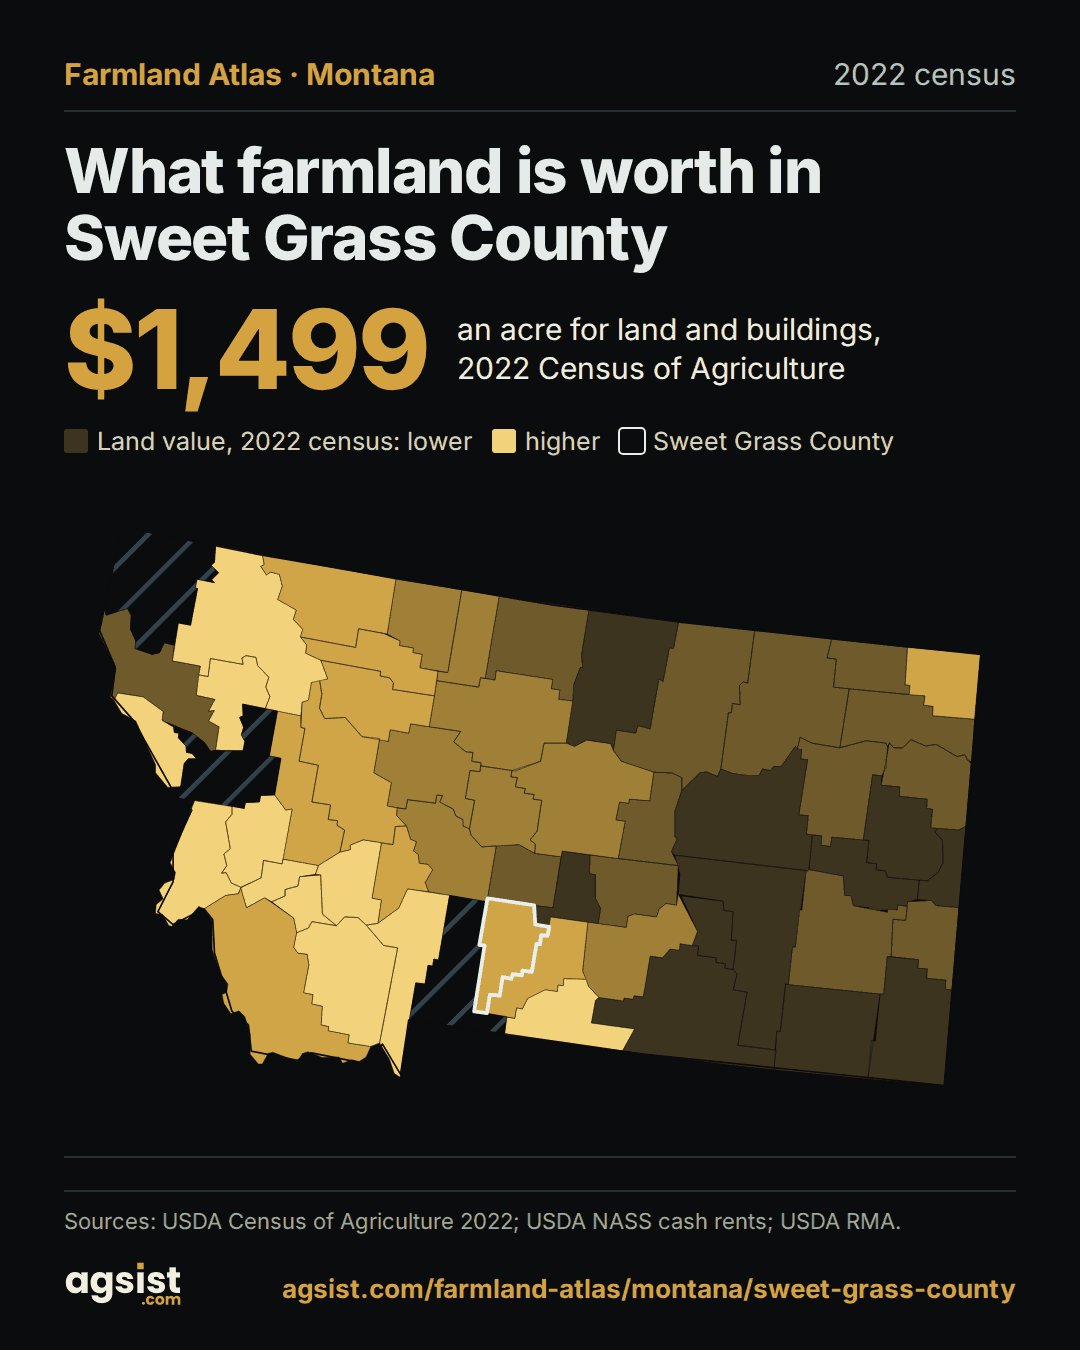 Farmland Atlas · Montana
2022 census
What farmland is worth in
Sweet Grass County
$1,499
an acre for land and buildings,
2022 Census of Agriculture
Land value, 2022 census: lower
higher
Sweet Grass County
Sources: USDA Census of Agriculture 2022; USDA NASS cash rents; USDA RMA.
agsist
.com
agsist.com/farmland-atlas/montana/sweet-grass-county